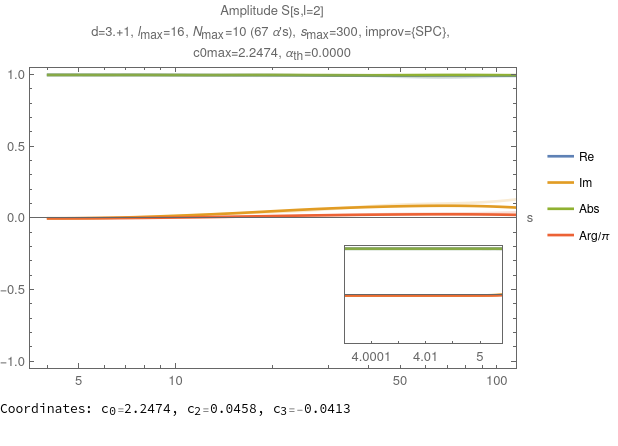 Amplitude S[s,l=2]
d=3.+1, lmax=16, Nmax=10 (67 α's), smax=300, improv={SPC},
c0max=2.2474, αth=0.0000
1.0
0.5
0.0
−0.5
−1.0
s
Re
Im
Abs
Arg/π
4.0001 4.01 5
5 10 50 100
Coordinates: c0=2.2474, c2=0.0458, c3=-0.0413